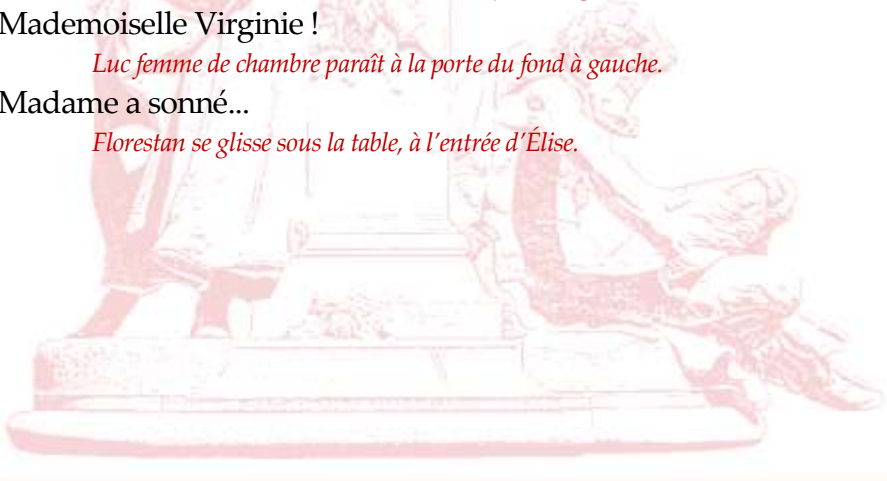 Mademoiselle Virginie !
Luc femme de chambre paraît à la porte du fond à gauche.
Madame a sonné...
Florestan se glisse sous la table, à l’entrée d’Élise.